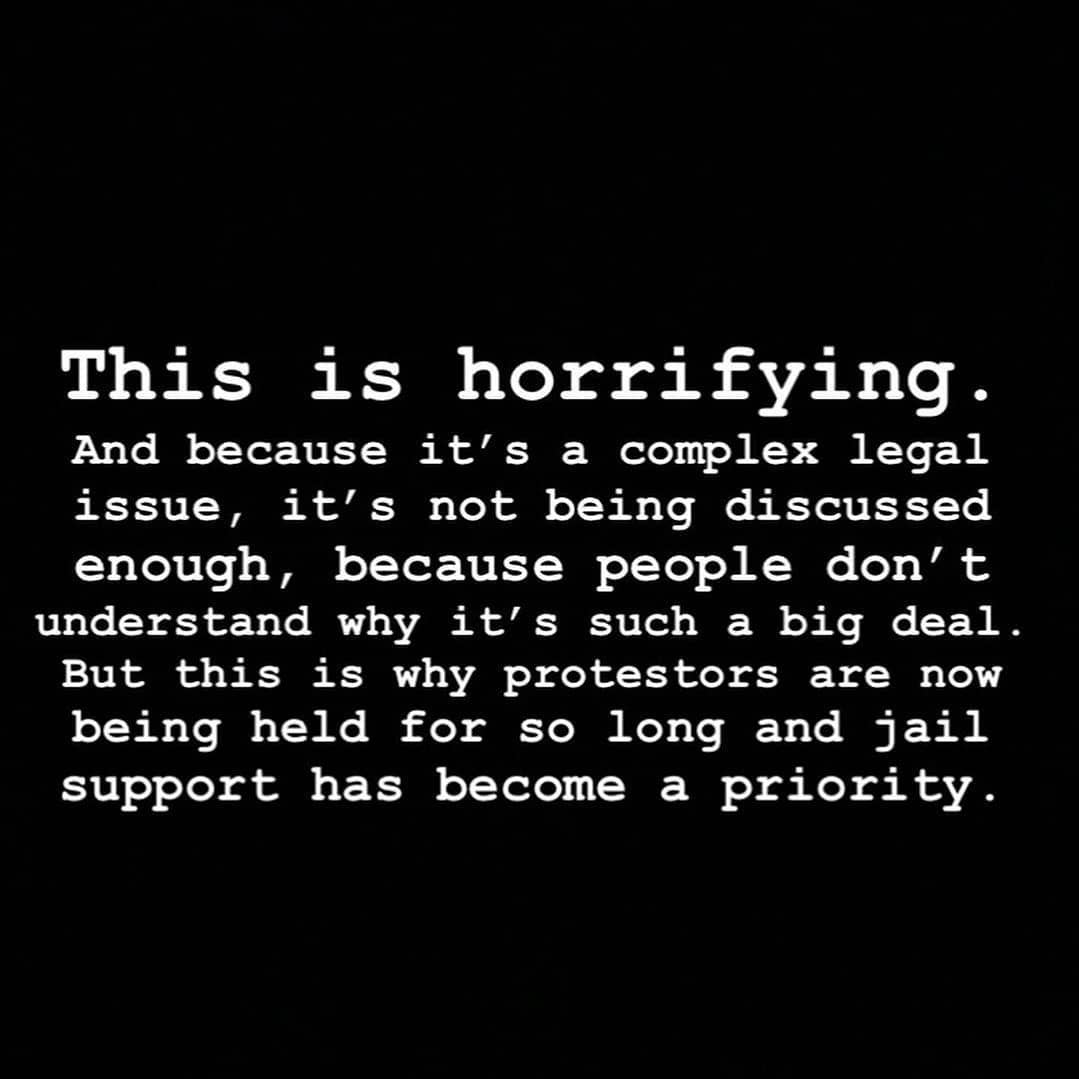 This is horrifying.
And because it’s a complex legal
issue, it’s not being discussed
enough, because people don’t
understand why it’s such a big deal.
But this is why protestors are now
being held for so long and jail
support has become a priority.